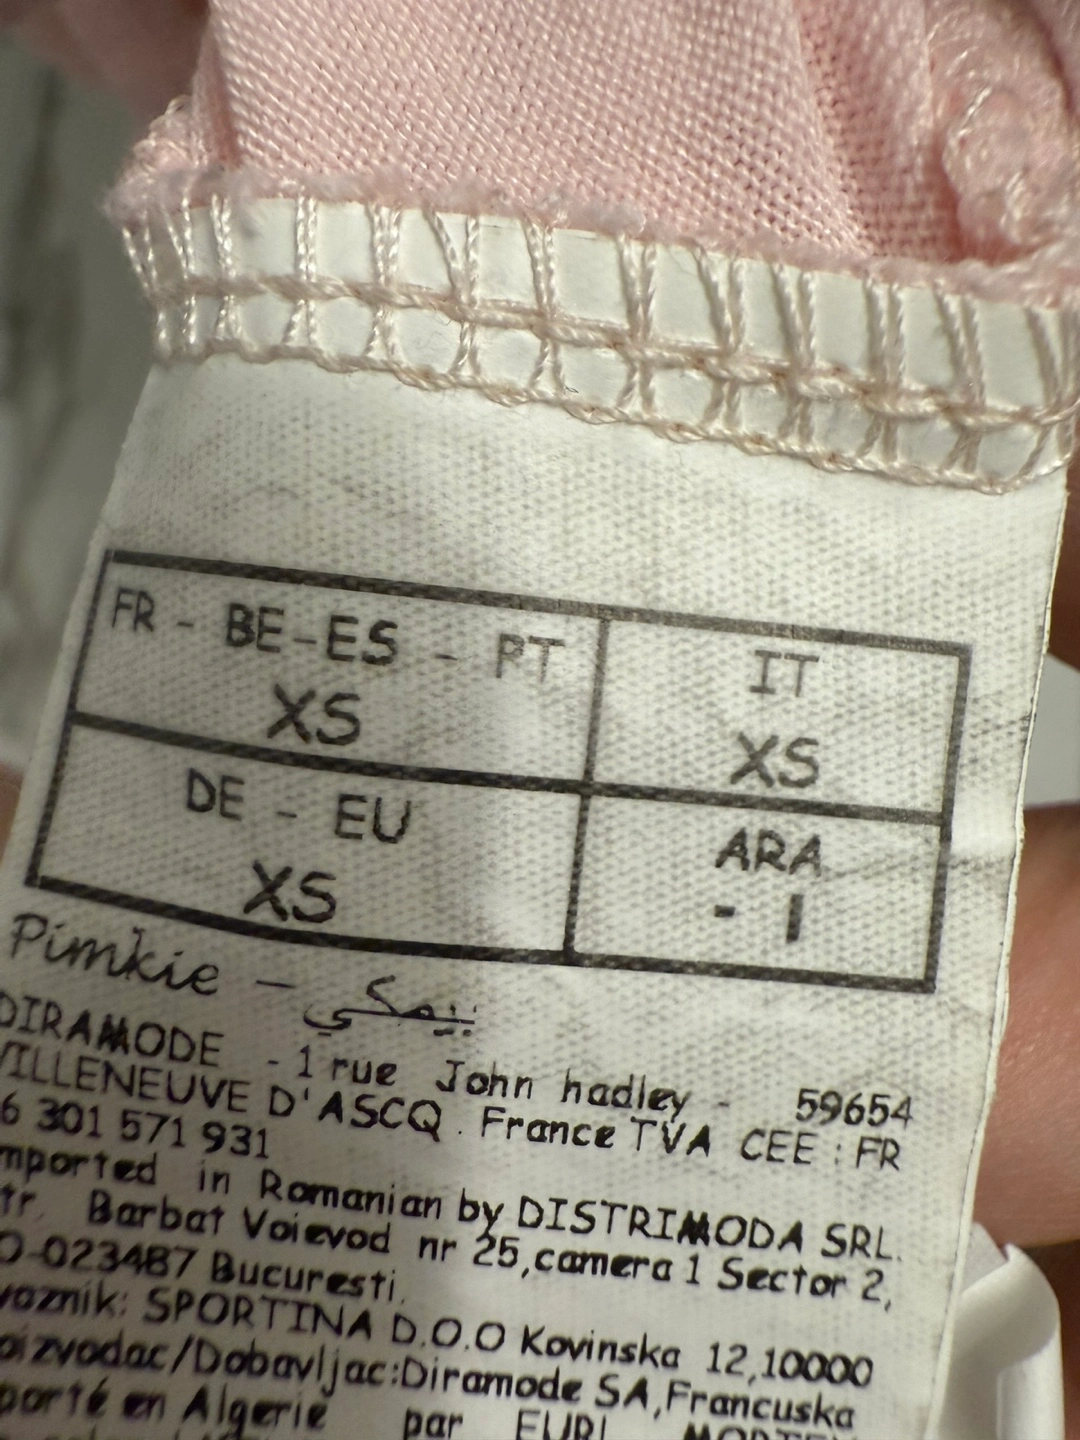 FR - BE-ES - PT
XS
IT
XS
DE - EU
XS
ARA
- 1
Pimkie - بيمكي
DIRAMODE - 1 rue John hadley - 59654
VILLENEUVE D'ASCQ. France TVA CEE : FR
6 301 571 931
mported in Romanian by DISTRIMODA SRL.
tr. Barbat Voievod nr 25,camera 1 Sector 2,
O-023487 Bucuresti.
voznik: SPORTINA D.O.O Kovinska 12,10000
oizvodac/Dobavljac:Diramode SA,Francuska
porté en Algerie par EURL